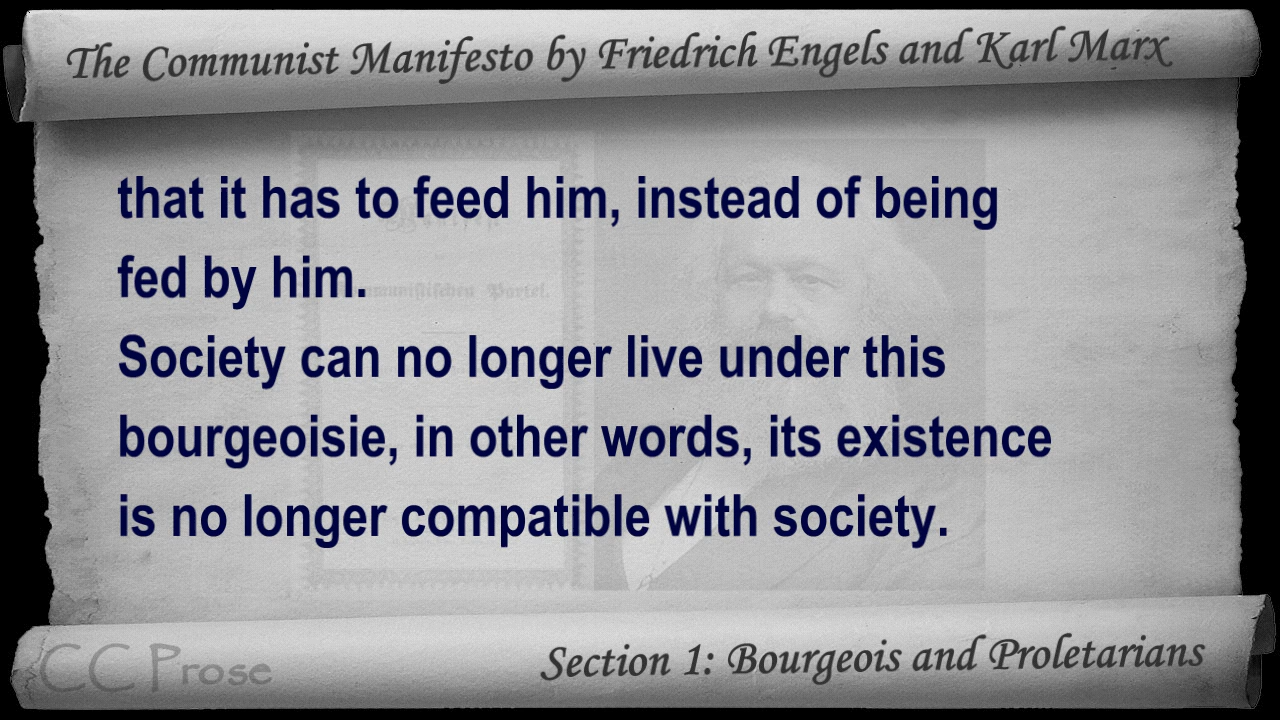 The Communist Manifesto by Friedrich Engels and Karl Marx
that it has to feed him, instead of being
fed by him.
Society can no longer live under this
bourgeoisie, in other words, its existence
is no longer compatible with society.
CC Prose
Section 1: Bourgeois and Proletarians